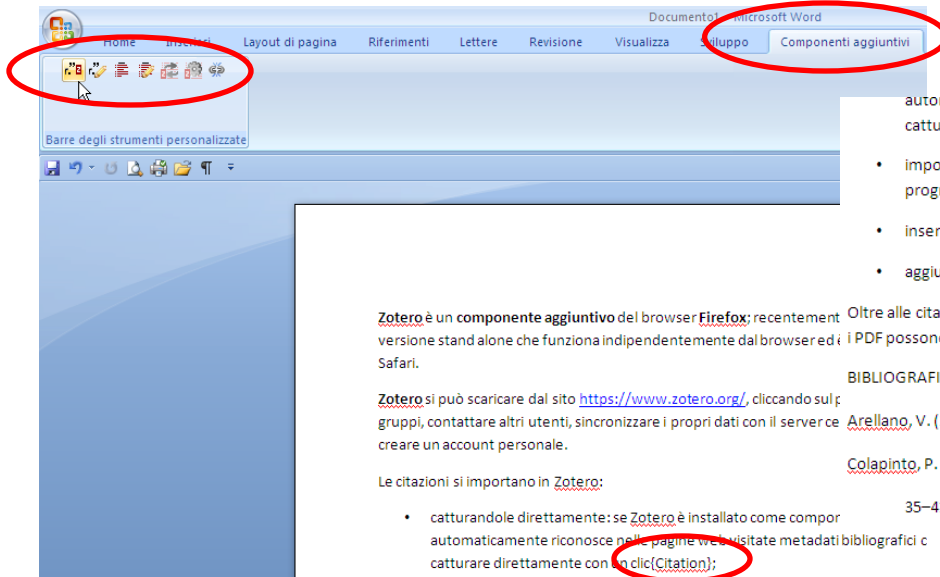 Documento1 - Microsoft Word
Home Inserisci Layout di pagina Riferimenti Lettere Revisione Visualizza Sviluppo Componenti aggiuntivi
Barre degli strumenti personalizzate
Zotero è un componente aggiuntivo del browser Firefox; recentement
versione stand alone che funziona indipendentemente dal browser ed è
Safari.
Zotero si può scaricare dal sito https://www.zotero.org/, cliccando sul p
gruppi, contattare altri utenti, sincronizzare i propri dati con il server ce
creare un account personale.
Le citazioni si importano in Zotero:
• catturandole direttamente: se Zotero è installato come compor
automaticamente riconosce nelle pagine web visitate metadati bibliografici c
catturare direttamente con un clic{Citation};
autor
cattu
• impo
progr
• inser
• aggiu
Oltre alle cita
i PDF possono
BIBLIOGRAFI
Arellano, V. (
Colapinto, P.
35–4